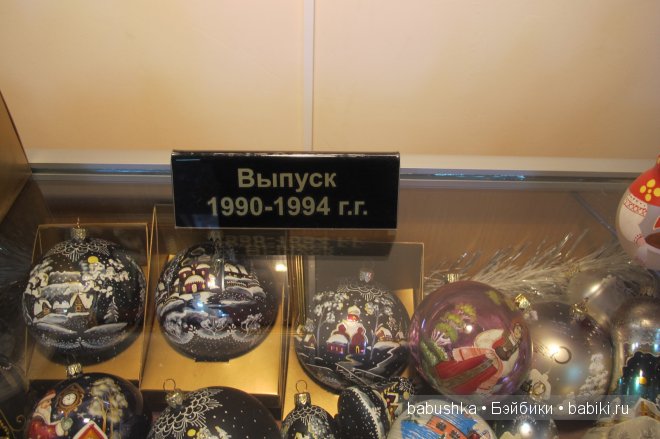 Выпуск
1990-1994 г.г.
babushka • Бэйбики • babiki.ru